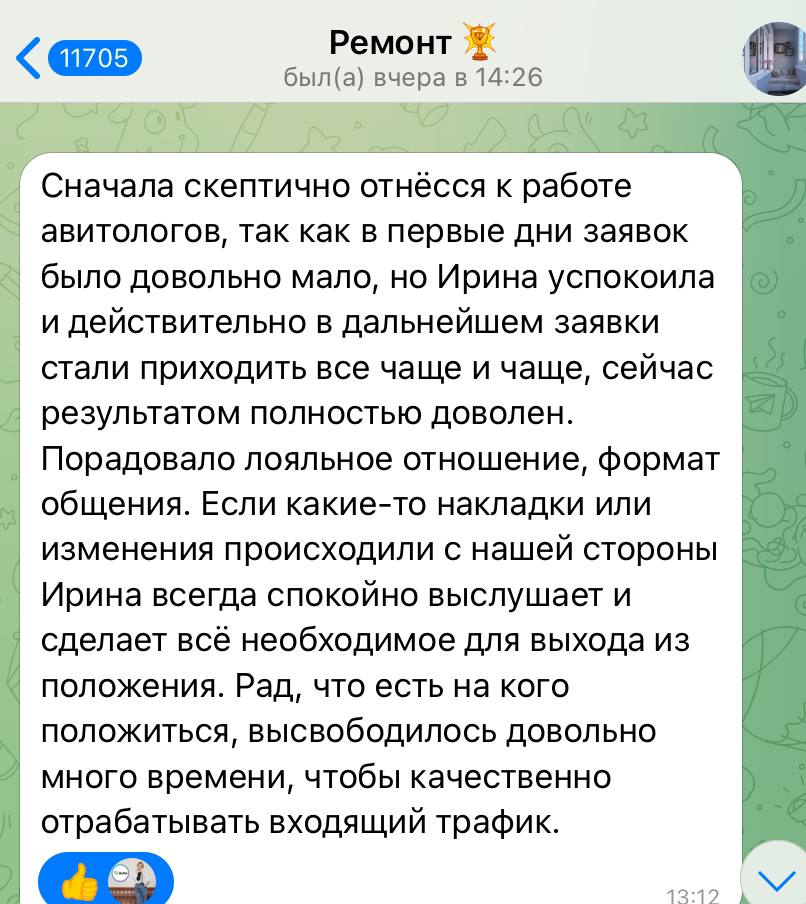 11705
Ремонт
был(а) вчера в 14:26
Сначала скептично отнёсся к работе
авитологов, так как в первые дни заявок
было довольно мало, но Ирина успокоила
и действительно в дальнейшем заявки
стали приходить все чаще и чаще, сейчас
результатом полностью доволен.
Порадовало лояльное отношение, формат
общения. Если какие-то накладки или
изменения происходили с нашей стороны
Ирина всегда спокойно выслушает и
сделает всё необходимое для выхода из
положения. Рад, что есть на кого
положиться, высвободилось довольно
много времени, чтобы качественно
отрабатывать входящий трафик.
13:12